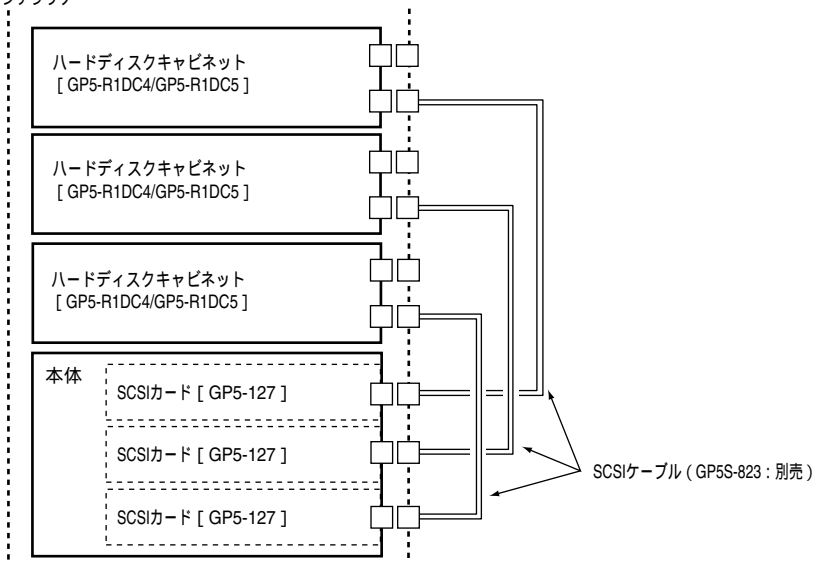 ハードディスクキャビネット
[ GP5-R1DC4/GP5-R1DC5 ]
ハードディスクキャビネット
[ GP5-R1DC4/GP5-R1DC5 ]
ハードディスクキャビネット
[ GP5-R1DC4/GP5-R1DC5 ]
本体
SCSIカード [ GP5-127 ]
SCSIカード [ GP5-127 ]
SCSIカード [ GP5-127 ]
SCSIケーブル ( GP5S-823 : 別売 )